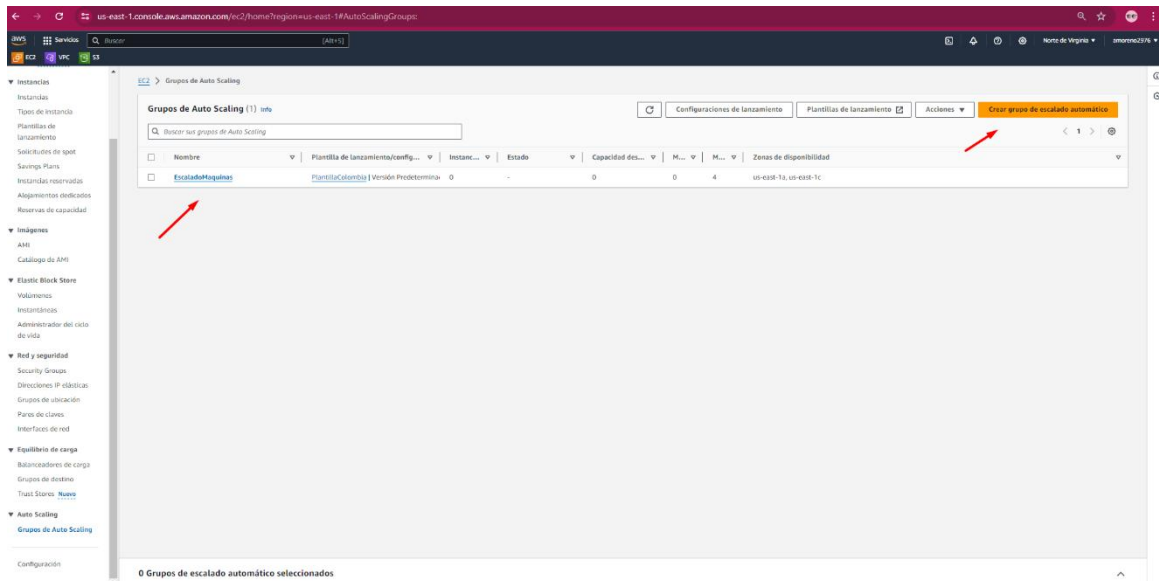 us-east-1.console.aws.amazon.com/ec2/home?region=us-east-1#AutoScalingGroups:
aws Servicios Buscar [Alt+S] Norte de Virginia amoreno2976
EC2 VPC S3
Instancias
Instancias
Tipos de instancia
Plantillas de
lanzamiento
Solicitudes de spot
Savings Plans
Instancias reservadas
Alojamientos dedicados
Reservas de capacidad
Imágenes
AMI
Catálogo de AMI
Elastic Block Store
Volúmenes
Instantáneas
Administrador del ciclo
de vida
Red y seguridad
Security Groups
Direcciones IP elásticas
Grupos de ubicación
Pares de claves
Interfaces de red
Equilibrio de carga
Balanceadores de carga
Grupos de destino
Trust Stores Nuevo
Auto Scaling
Grupos de Auto Scaling
Configuración
EC2 > Grupos de Auto Scaling
Grupos de Auto Scaling (1) Info
Configuraciones de lanzamiento Plantillas de lanzamiento Acciones Crear grupo de escalado automático
Buscar sus grupos de Auto Scaling
< 1 >
Nombre Plantilla de lanzamiento/config... Instanc... Estado Capacidad des... M... M... Zonas de disponibilidad
EscaladoMaquinas PlantillaColombia | Versión Predetermina 0 - 0 0 4 us-east-1a, us-east-1c
0 Grupos de escalado automático seleccionados